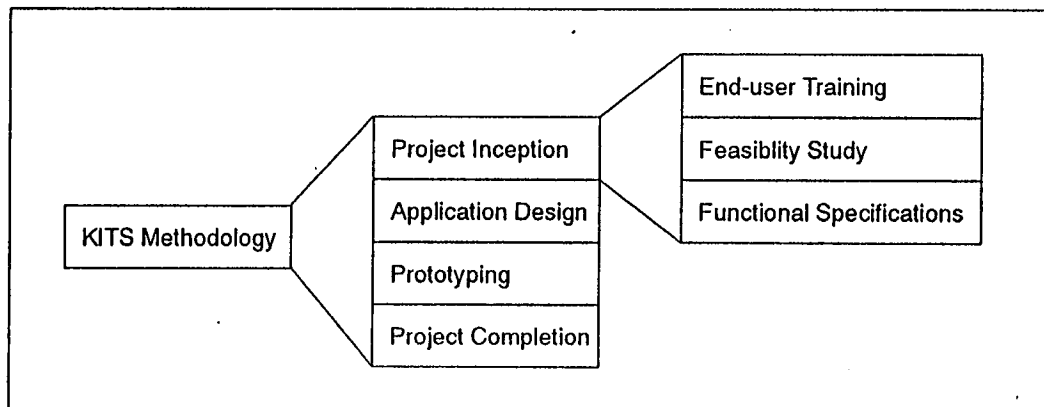 KITS Methodology
Project Inception
Application Design
Prototyping
Project Completion
End-user Training
Feasiblity Study
Functional Specifications